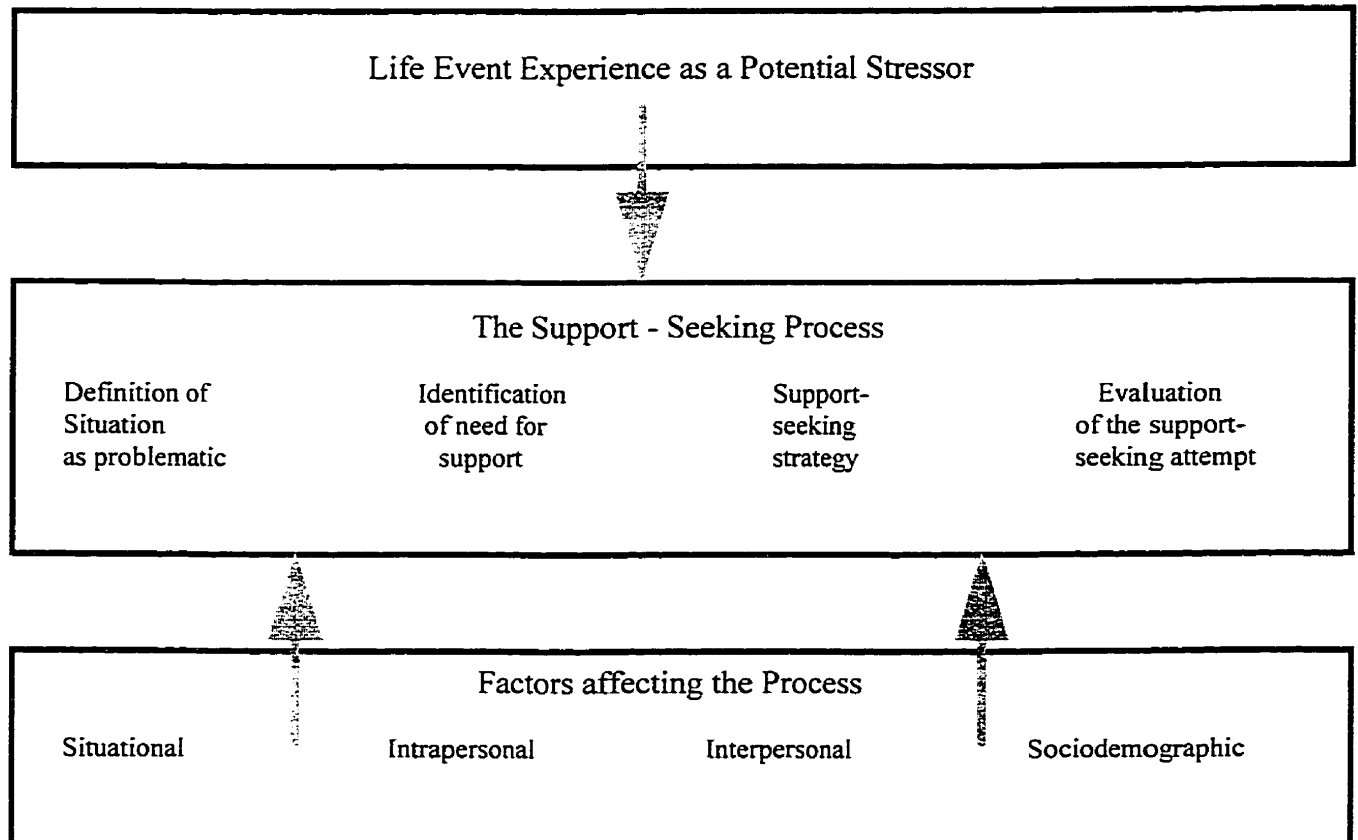 Life Event Experience as a Potential Stressor
The Support - Seeking Process
Definition of
Situation
as problematic
Identification
of need for
support
Support-
seeking
strategy
Evaluation
of the support-
seeking attempt
Factors affecting the Process
Situational
Intrapersonal
Interpersonal
Sociodemographic